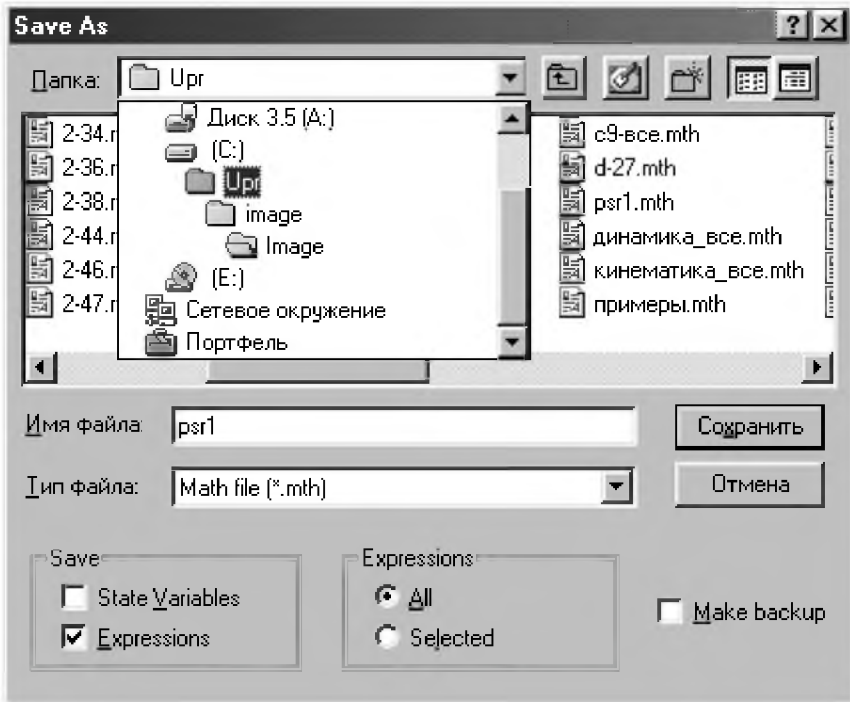 Save As
Папка: Upr
Диск 3.5 (A:)
(C:)
Upr
image
Image
(E:)
Сетевое окружение
Портфель
2-34.m
2-36.m
2-38.m
2-44.m
2-46.m
2-47.m
c9-все.mth
d-27.mth
psr1.mth
динамика_все.mth
кинематика_все.mth
примеры.mth
Имя файла: psr1
Сохранить
Тип файла: Math file (*.mth)
Отмена
Save
State Variables
Expressions
Expressions
All
Selected
Make backup